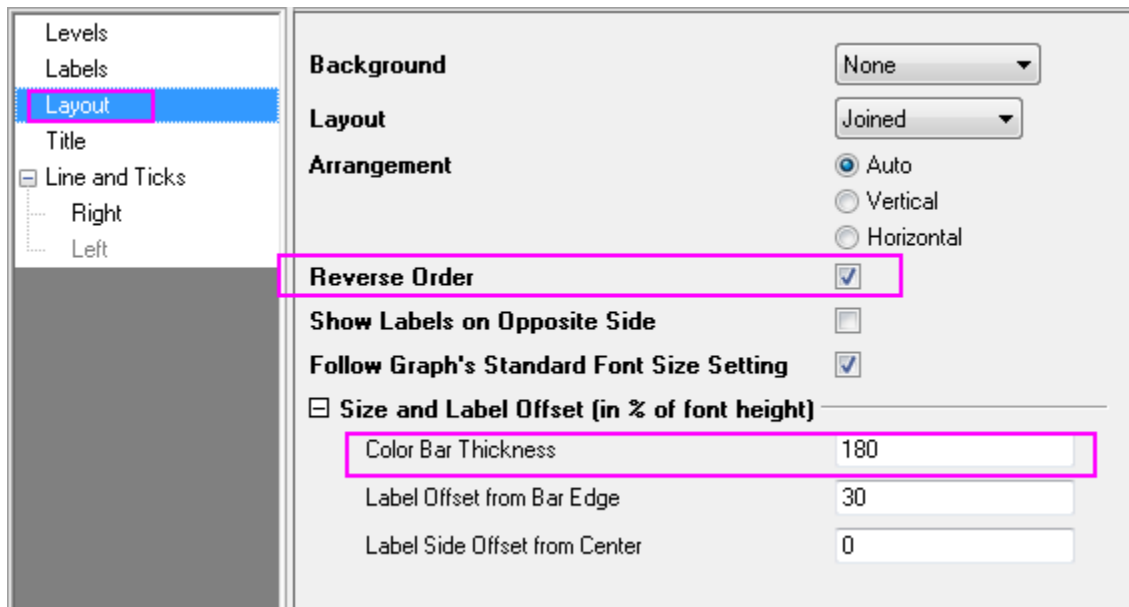 Levels
Labels
Layout
Title
Line and Ticks
Right
Left
Background None
Layout Joined
Arrangement Auto
Vertical
Horizontal
Reverse Order
Show Labels on Opposite Side
Follow Graph's Standard Font Size Setting
Size and Label Offset (in % of font height)
Color Bar Thickness 180
Label Offset from Bar Edge 30
Label Side Offset from Center 0